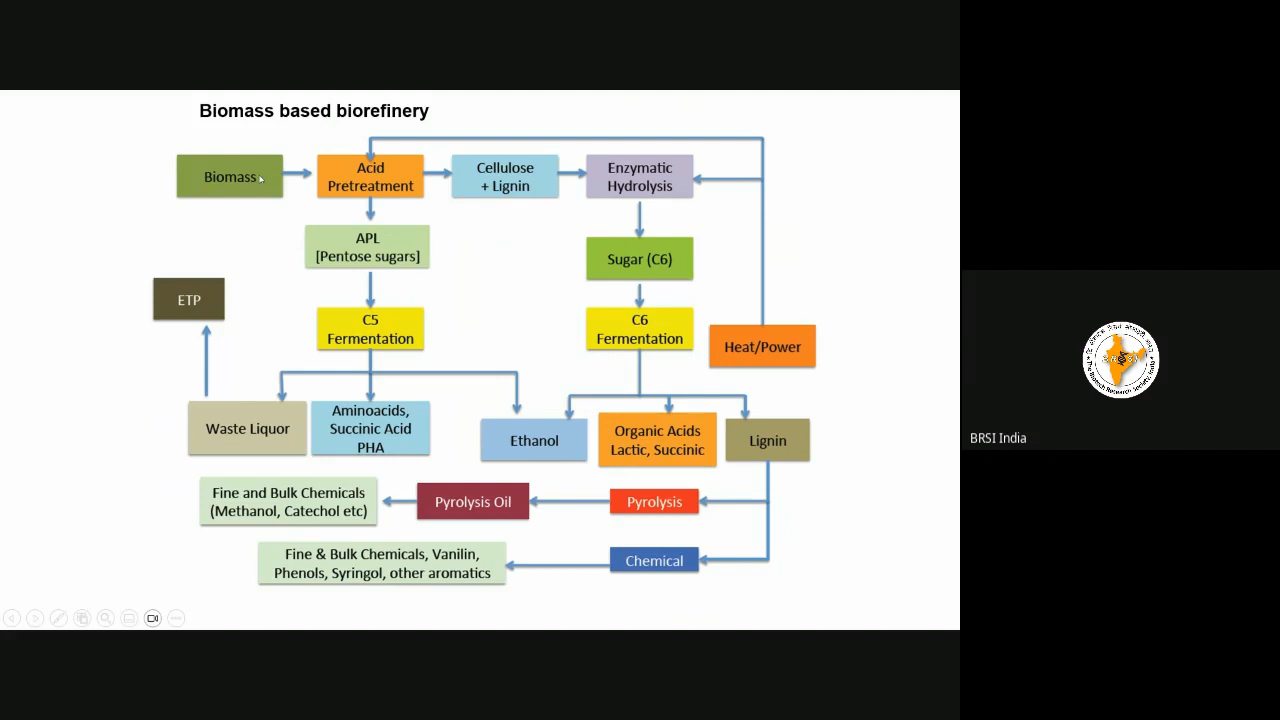 Biomass based biorefinery
Biomass
Acid
Pretreatment
Cellulose
+ Lignin
Enzymatic
Hydrolysis
APL
[Pentose sugars]
Sugar (C6)
ETP
C5
Fermentation
C6
Fermentation
Heat/Power
Waste Liquor
Aminoacids,
Succinic Acid
PHA
Ethanol
Organic Acids
Lactic, Succinic
Lignin
Fine and Bulk Chemicals
(Methanol, Catechol etc)
Pyrolysis Oil
Pyrolysis
Fine & Bulk Chemicals, Vanilin,
Phenols, Syringol, other aromatics
Chemical
BRSI India